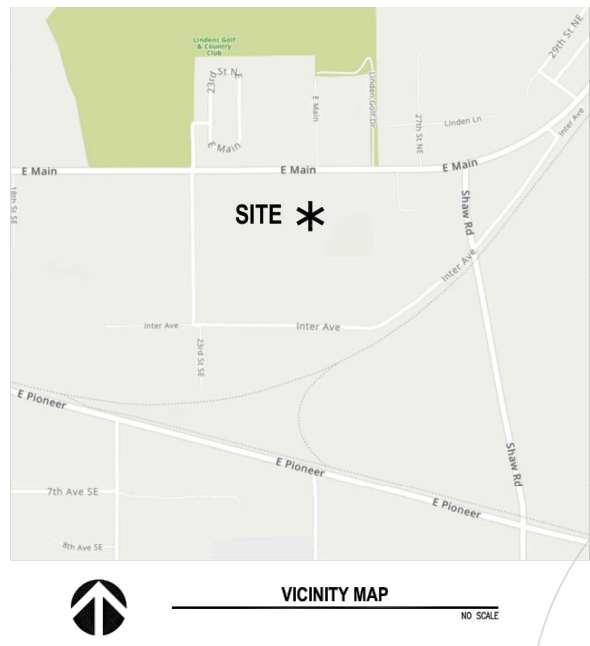 Lindens Golf
& Country
Club
29th St NE
23rd St NE
E Main
Linden Golf Dr
27th St NE
Linden Ln
Inter Ave
E Main
E Main
E Main
E Main
18th St SE
SITE *
Shaw Rd
Inter Ave
Inter Ave
Inter Ave
23rd St SE
E Pioneer
E Pioneer
Shaw Rd
7th Ave SE
E Pioneer
8th Ave SE
VICINITY MAP
NO SCALE